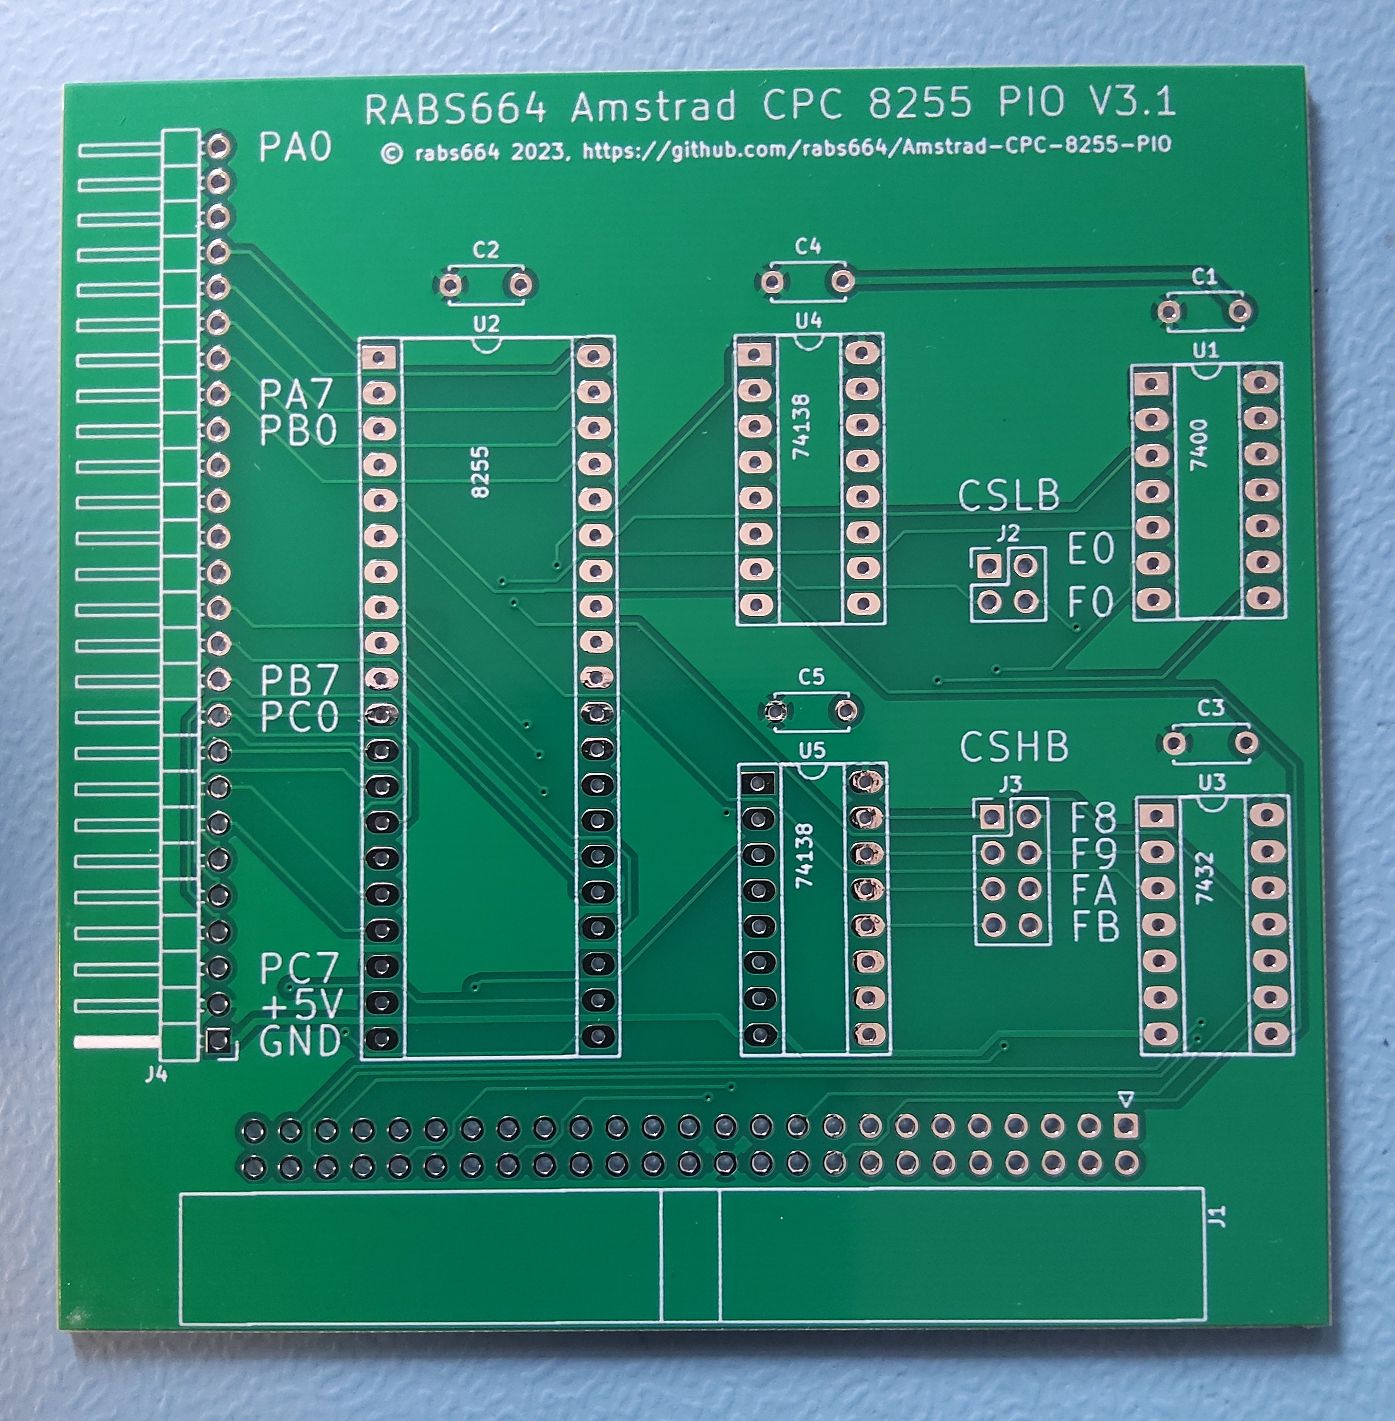 RABS664 Amstrad CPC 8255 PIO V3.1
© rabs664 2023, https://github.com/rabs664/Amstrad-CPC-8255-PIO
PA0
C2
C4
C1
U2
U4
U1
PA7
PB0
8255
74138
7400
CSLB
J2
E0
F0
PB7
PC0
C5
U5
C3
CSHB
J3
U3
F8
F9
FA
FB
74138
7432
PC7
+5V
GND
J4
J1